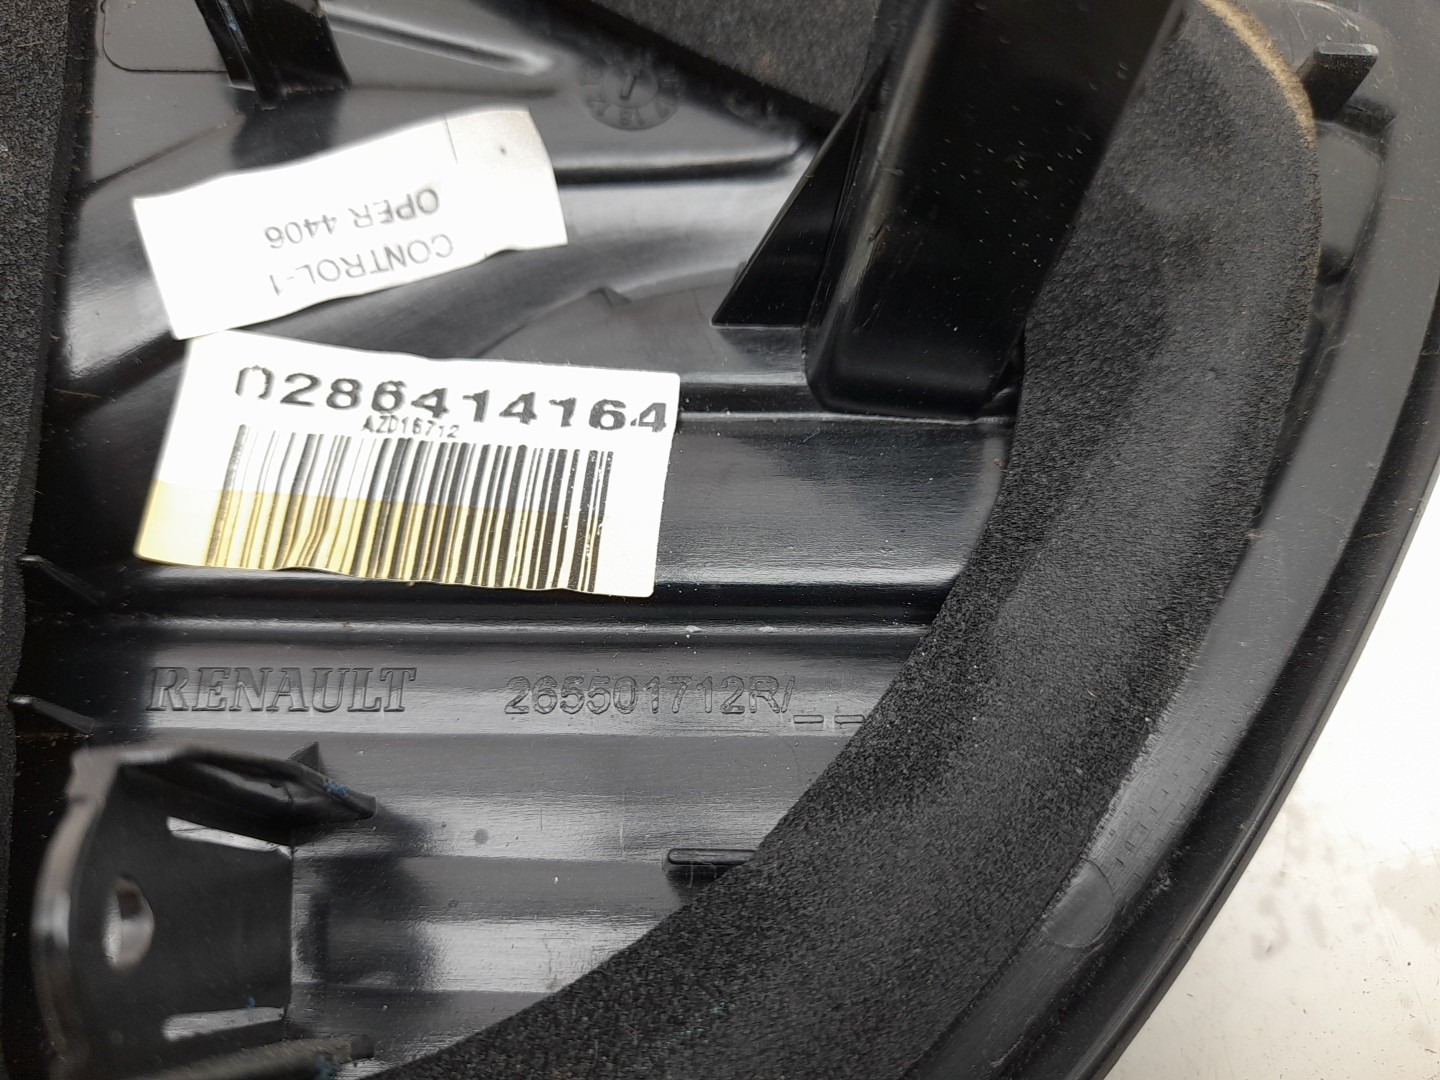 CONTROL-1
OPER 4406
0286414164
AZD16712
RENAULT 265501712R/_ _